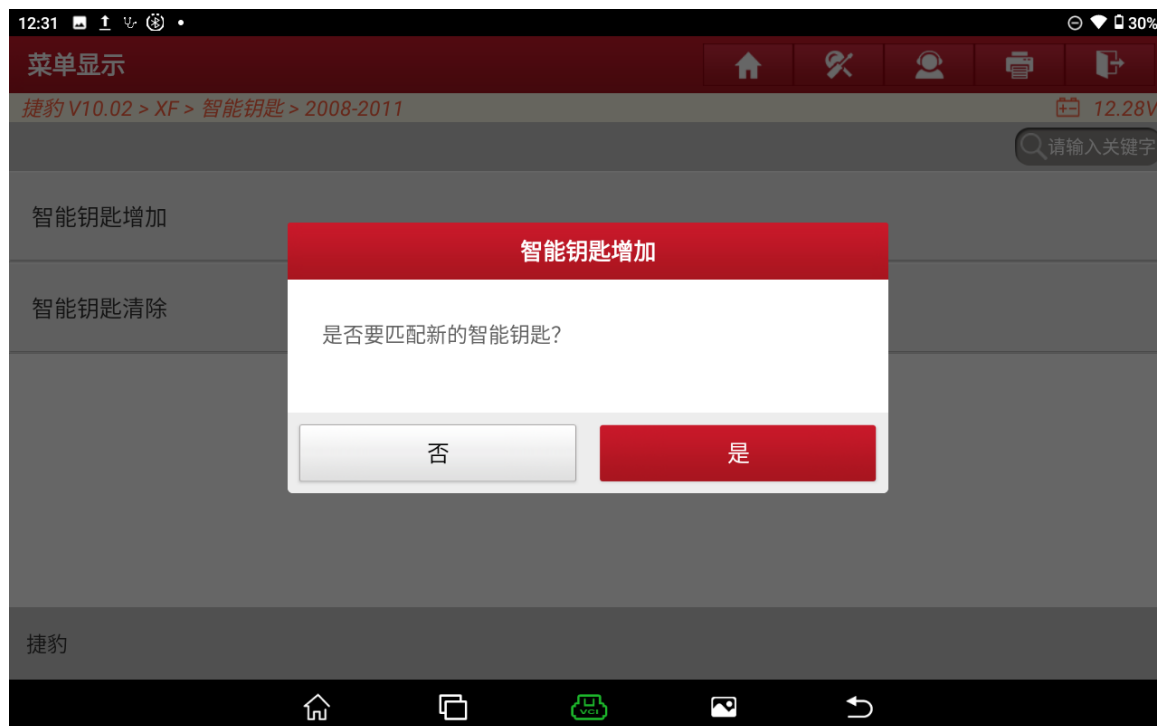 12:31 30%
菜单显示
捷豹 V10.02 > XF > 智能钥匙 > 2008-2011 12.28V
请输入关键字
智能钥匙增加
智能钥匙清除
智能钥匙增加
是否要匹配新的智能钥匙?
否 是
捷豹
VCI